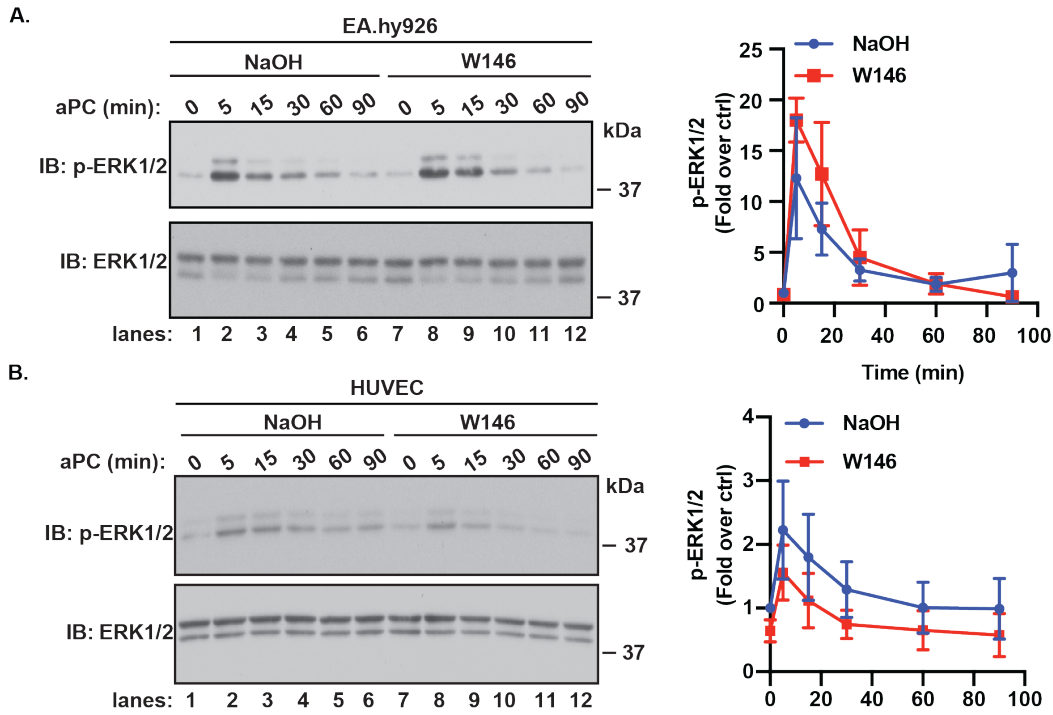 A.
EA.hy926
NaOH W146
aPC (min): 0 5 15 30 60 90 0 5 15 30 60 90
kDa
IB: p-ERK1/2
– 37
IB: ERK1/2
– 37
lanes: 1 2 3 4 5 6 7 8 9 10 11 12
NaOH
W146
p-ERK1/2
(Fold over ctrl)
25
20
15
10
5
0
0 20 40 60 80 100
Time (min)
B.
HUVEC
NaOH W146
aPC (min): 0 5 15 30 60 90 0 5 15 30 60 90
kDa
IB: p-ERK1/2
– 37
IB: ERK1/2
– 37
lanes: 1 2 3 4 5 6 7 8 9 10 11 12
NaOH
W146
p-ERK1/2
(Fold over ctrl)
4
3
2
1
0
0 20 40 60 80 100